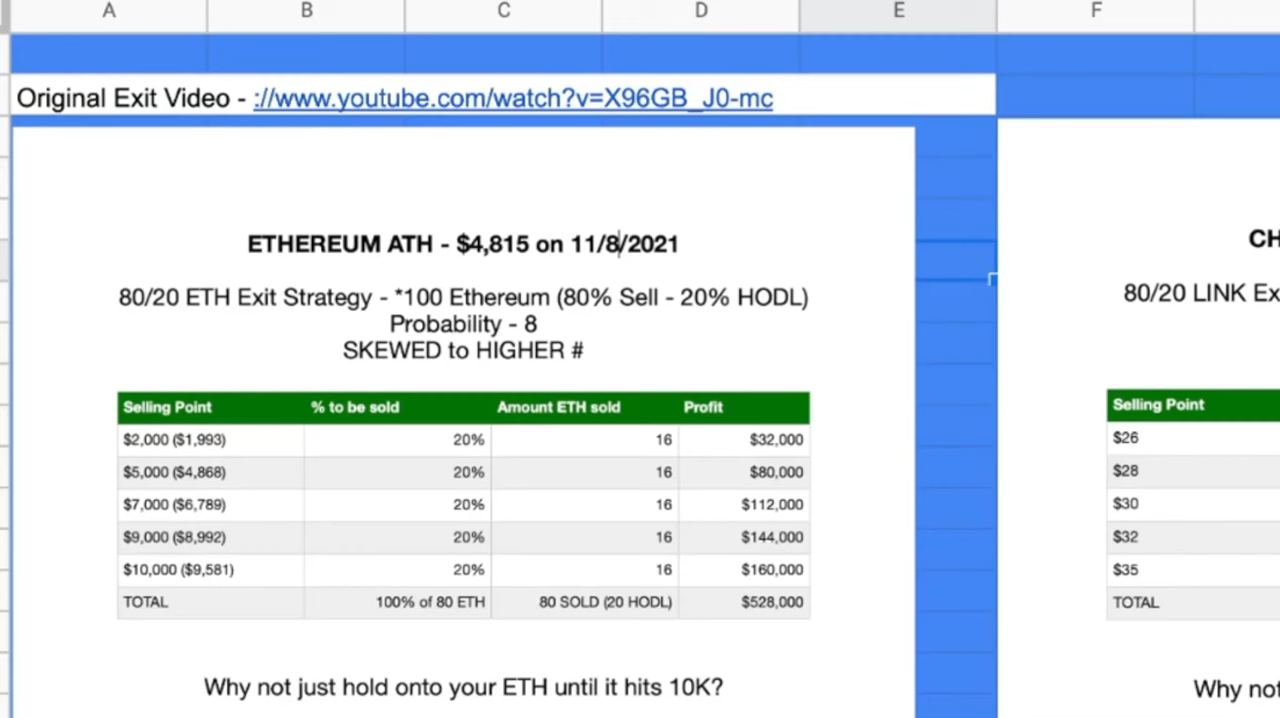 A B C D E F
Original Exit Video - ://www.youtube.com/watch?v=X96GB_J0-mc
ETHEREUM ATH - $4,815 on 11/8/2021
80/20 ETH Exit Strategy - *100 Ethereum (80% Sell - 20% HODL)
Probability - 8
SKEWED to HIGHER #
Selling Point % to be sold Amount ETH sold Profit
$2,000 ($1,993) 20% 16 $32,000
$5,000 ($4,868) 20% 16 $80,000
$7,000 ($6,789) 20% 16 $112,000
$9,000 ($8,992) 20% 16 $144,000
$10,000 ($9,581) 20% 16 $160,000
TOTAL 100% of 80 ETH 80 SOLD (20 HODL) $528,000
Why not just hold onto your ETH until it hits 10K?
CH
80/20 LINK Ex
Selling Point
$26
$28
$30
$32
$35
TOTAL
Why not